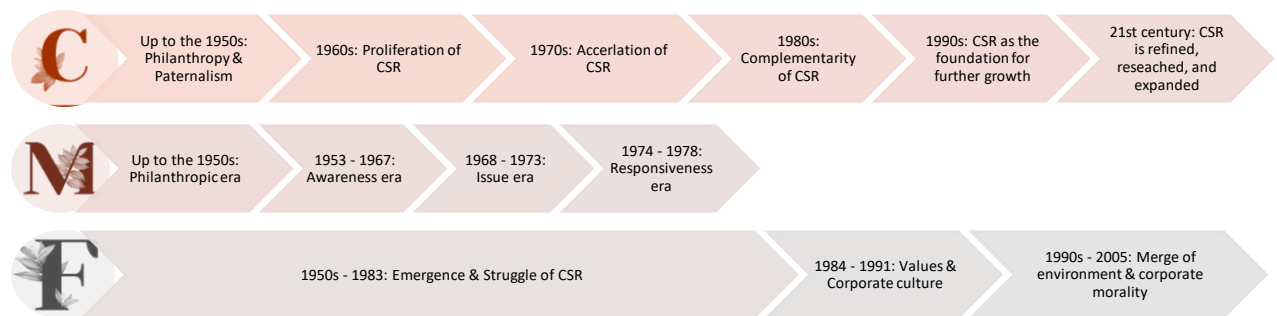 C
Up to the 1950s:
Philanthropy &
Paternalism
1960s: Proliferation of
CSR
1970s: Accerlation of
CSR
1980s:
Complementarity
of CSR
1990s: CSR as the
foundation for
further growth
21st century: CSR
is refined,
reseached, and
expanded
M
Up to the 1950s:
Philanthropic era
1953 - 1967:
Awareness era
1968 - 1973:
Issue era
1974 - 1978:
Responsiveness
era
F
1950s - 1983: Emergence & Struggle of CSR
1984 - 1991: Values &
Corporate culture
1990s - 2005: Merge of
environment & corporate
morality